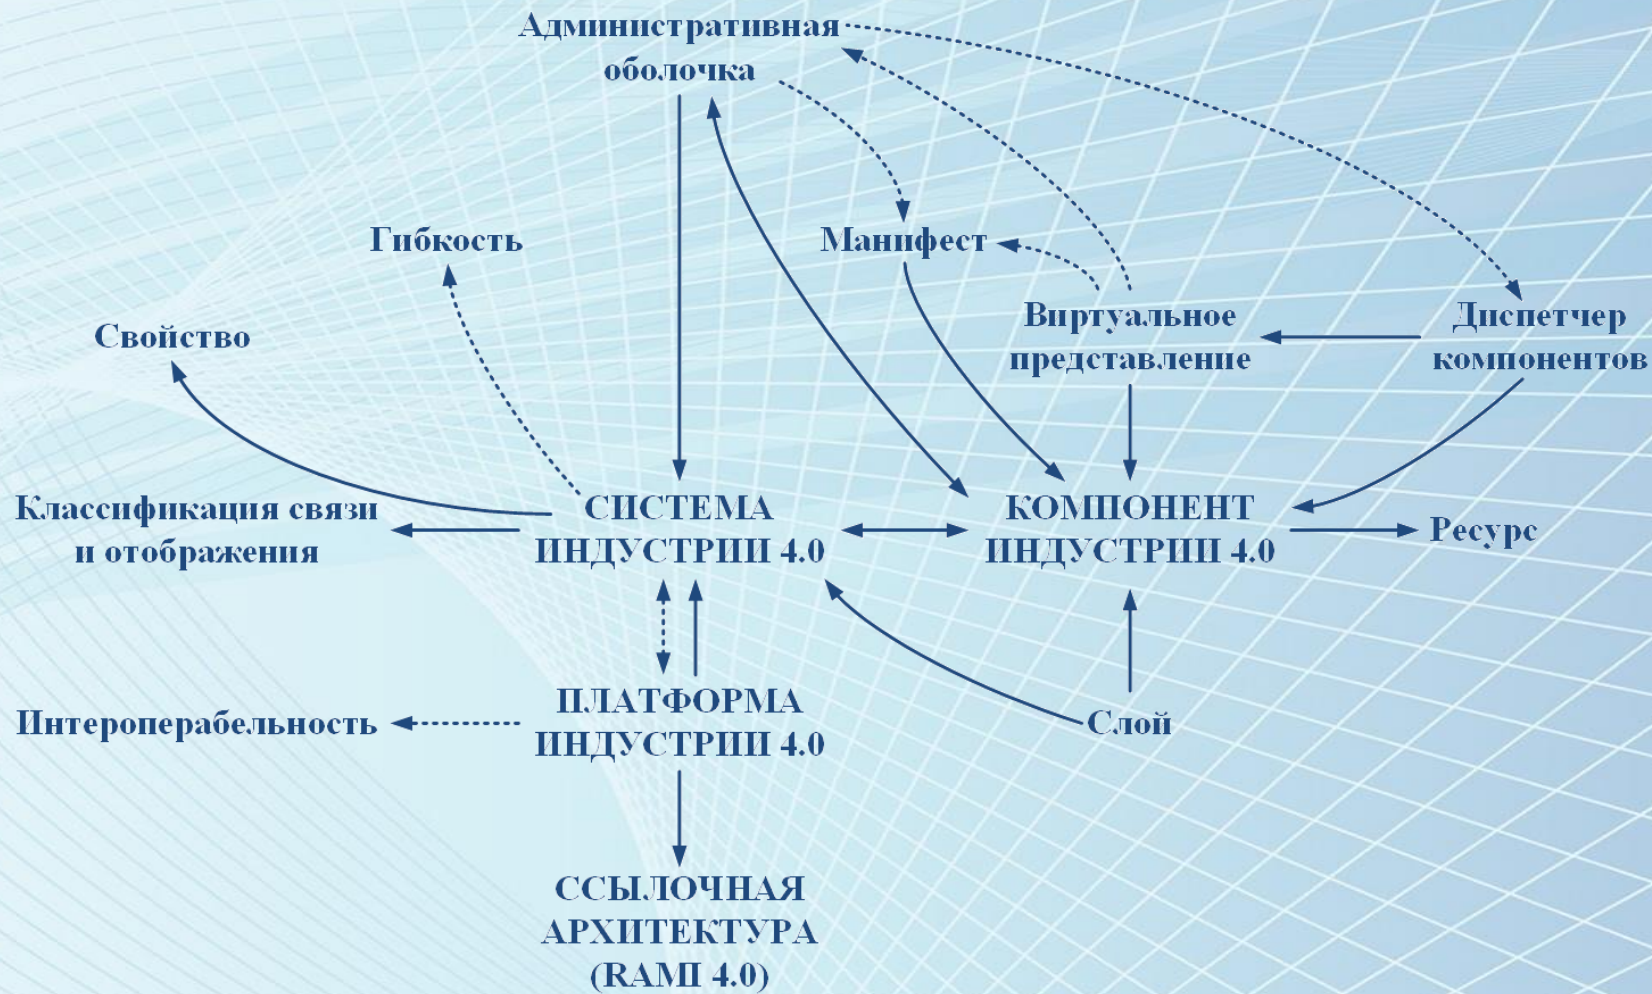 Административная
оболочка
Гибкость
Манифест
Свойство
Виртуальное
представление
Диспетчер
компонентов
Классификация связи
и отображения
СИСТЕМА
ИНДУСТРИИ 4.0
КОМПОНЕНТ
ИНДУСТРИИ 4.0
Ресурс
Интероперабельность
ПЛАТФОРМА
ИНДУСТРИИ 4.0
Слой
ССЫЛОЧНАЯ
АРХИТЕКТУРА
(RAMI 4.0)